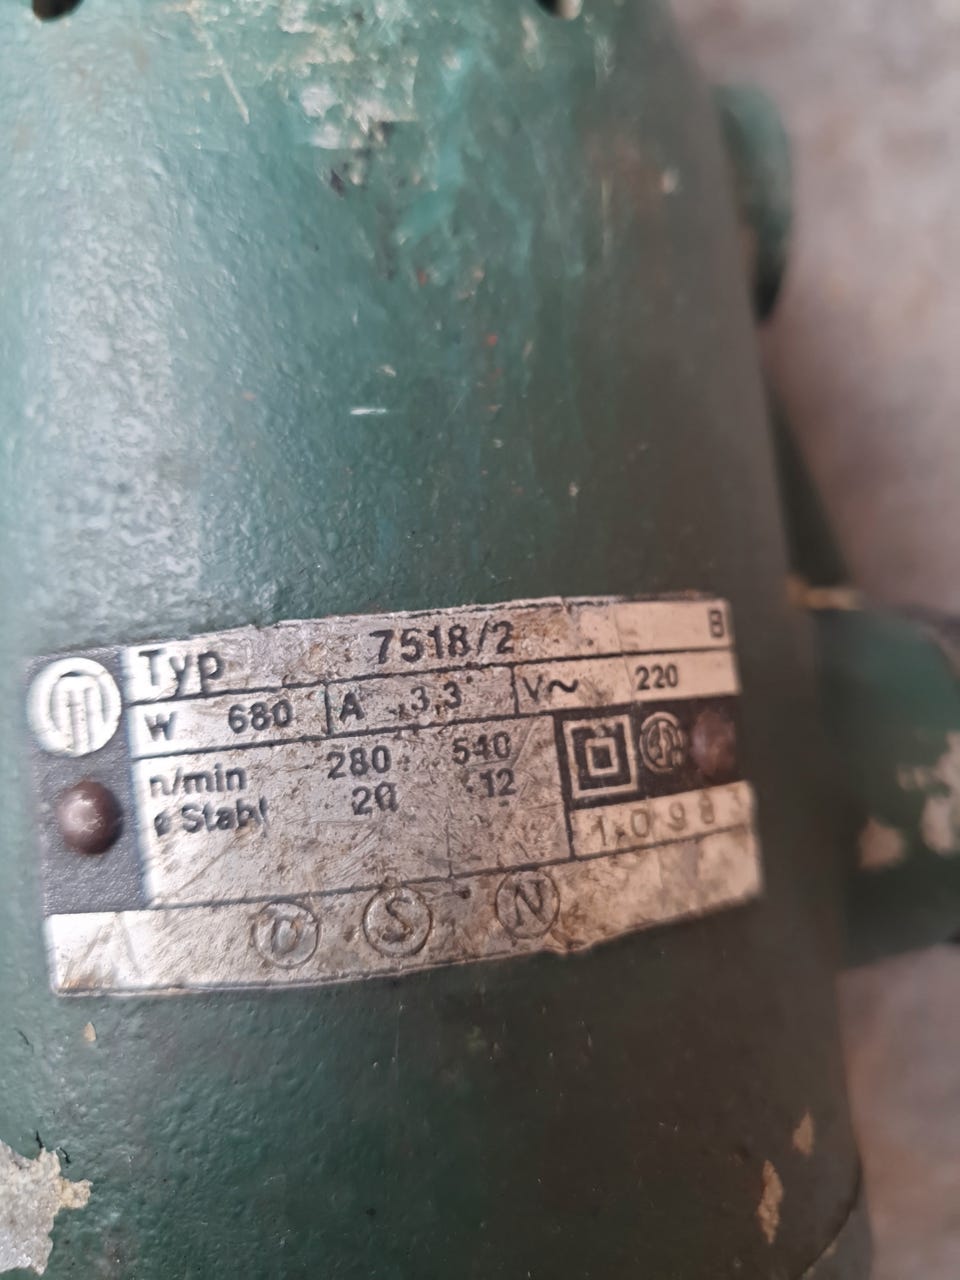 Typ 7518/2 B
W 680 A 3,3 V~ 220
n/min 280 540
ø Stahl 20 12
1098
D S N